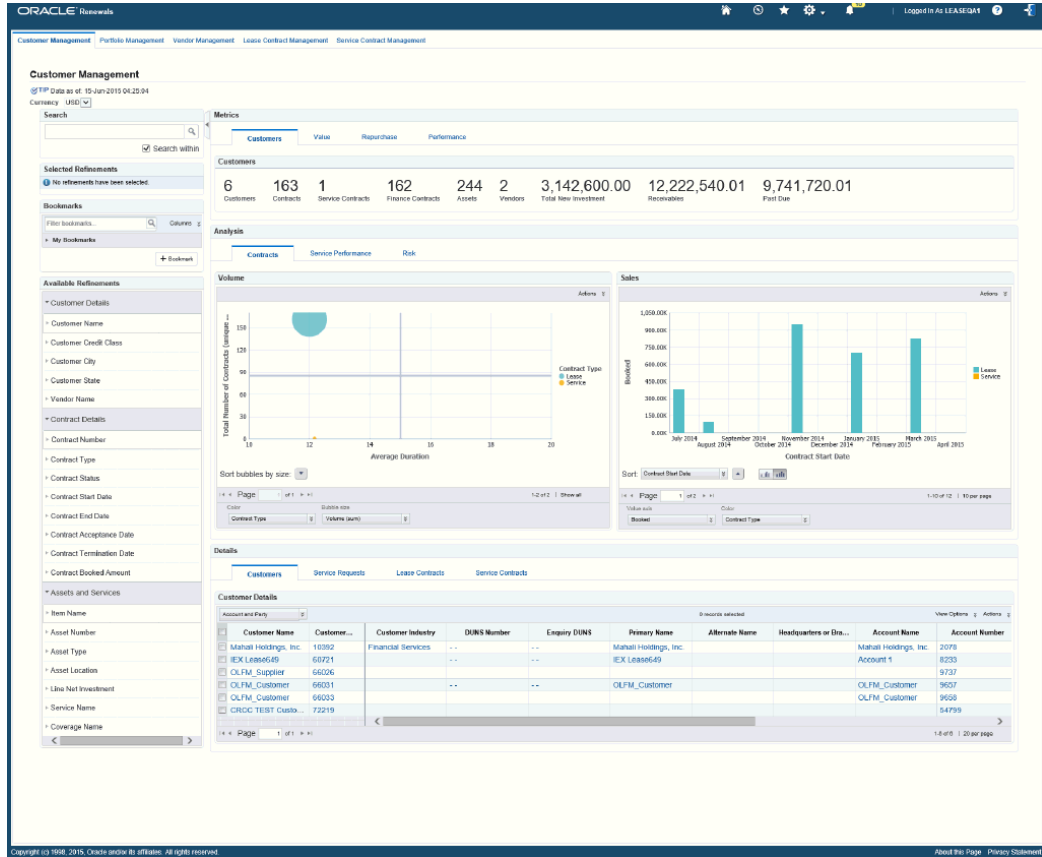 ORACLE Renewals
Logged In As LEASEQA1
Customer Management Portfolio Management Vendor Management Lease Contract Management Service Contract Management
Customer Management
TIP Data as of: 15-Jun-2015 04:25:04
Currency USD
Search
Search within
Selected Refinements
No refinements have been selected.
Bookmarks
Filter bookmarks... Columns
My Bookmarks
+ Bookmark
Available Refinements
Customer Details
Customer Name
Customer Credit Class
Customer City
Customer State
Vendor Name
Contract Details
Contract Number
Contract Type
Contract Status
Contract Start Date
Contract End Date
Contract Acceptance Date
Contract Termination Date
Contract Booked Amount
Assets and Services
Item Name
Asset Number
Asset Type
Asset Location
Line Net Investment
Service Name
Coverage Name
Metrics
Customers Value Repurchase Performance
Customers
6 163 1 162 244 2 3,142,600.00 12,222,540.01 9,741,720.01
Customers Contracts Service Contracts Finance Contracts Assets Vendors Total New Investment Receivables Past Due
Analysis
Contracts Service Performance Risk
Volume
Actions
Total Number of Contracts (unique ...
150
120
90
60
30
0
10 12 14 16 18 20
Average Duration
Contract Type
Lease
Service
Sort bubbles by size:
Page 1 of 1 1-2 of 2 | Show all
Color Bubble size
Contract Type Volume (sum)
Sales
Actions
Booked
1,050.00K
900.00K
750.00K
600.00K
450.00K
300.00K
150.00K
0.00K
July 2014 September 2014 November 2014 January 2015 March 2015
August 2014 October 2014 December 2014 February 2015 April 2015
Contract Start Date
Lease
Service
Sort: Contract Start Date
Page 1 of 2 1-10 of 12 | 10 per page
Value axis Color
Booked Contract Type
Details
Customers Service Requests Lease Contracts Service Contracts
Customer Details
Account and Party 0 records selected View Options Actions
Customer Name Customer... Customer Industry DUNS Number Enquiry DUNS Primary Name Alternate Name Headquarters or Bra... Account Name Account Number
Mahali Holdings, Inc. 10392 Financial Services - - - - Mahali Holdings, Inc. Mahali Holdings, Inc. 2078
IEX Lease649 60721 - - - - IEX Lease649 Account 1 8233
OLFM_Supplier 66026 9737
OLFM_Customer 66031 - - - - OLFM_Customer OLFM_Customer 9657
OLFM_Customer 66033 OLFM_Customer 9658
CROC TEST Custo... 72219 54799
Page 1 of 1 1-6 of 6 | 20 per page
Copyright (c) 1998, 2015, Oracle and/or its affiliates. All rights reserved.
About this Page Privacy Statement